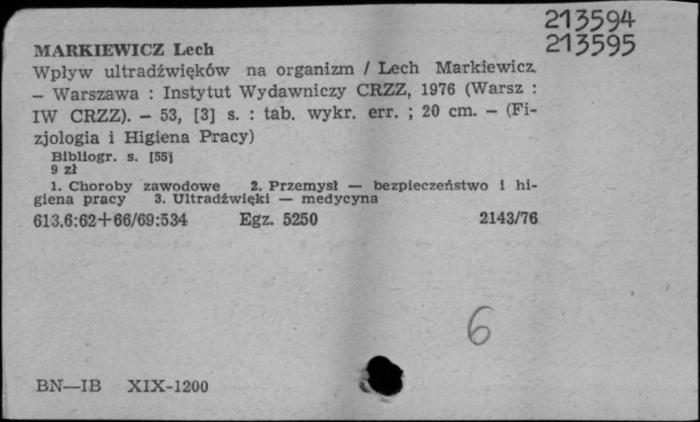 213594
213595
MARKIEWICZ Lech
Wpływ ultradźwięków na organizm / Lech Markiewicz.
– Warszawa : Instytut Wydawniczy CRZZ, 1976 (Warsz :
IW CRZZ). – 53, [3] s. : tab. wykr. err. ; 20 cm. – (Fi-
zjologia i Higiena Pracy)
Bibliogr. s. [55]
9 zł
1. Choroby zawodowe 2. Przemysł — bezpieczeństwo i hi-
giena pracy 3. Ultradźwięki — medycyna
613.6:62+66/69:534 Egz. 5250 2143/76
6
BN—IB XIX-1200